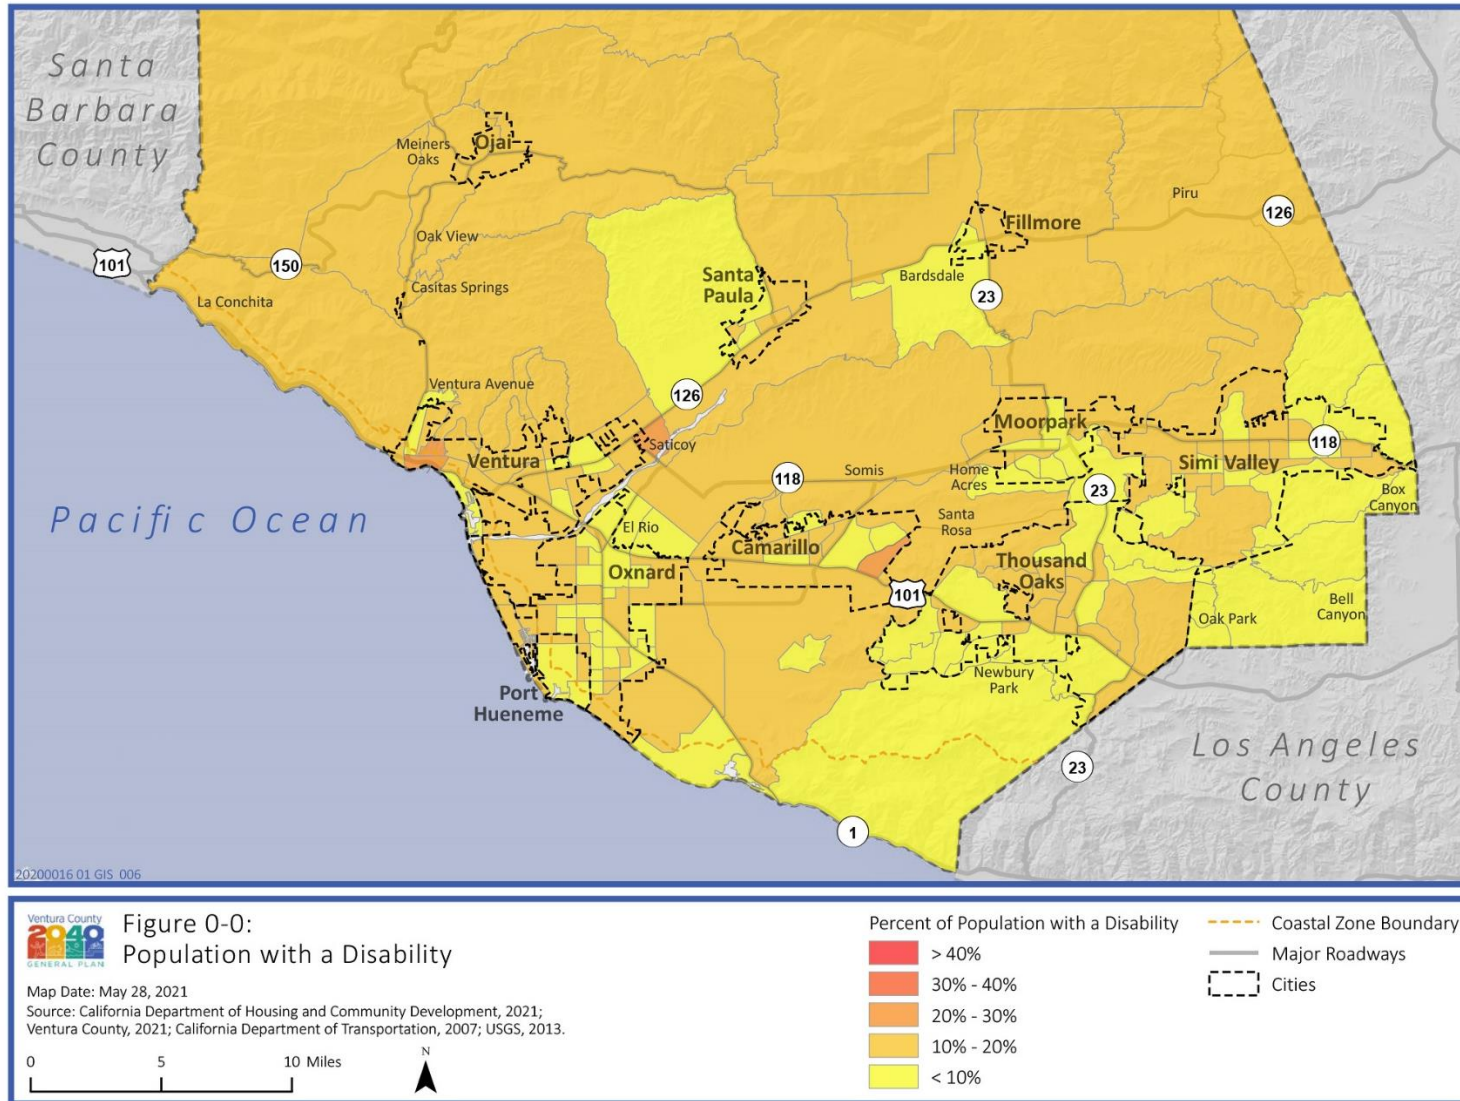 Santa
Barbara
County
Meiners
Oaks
Ojai
Piru
126
Fillmore
Oak View
101
150
Santa
Paula
Bardsdale
23
Casitas Springs
La Conchita
Ventura Avenue
126
Moorpark
Saticoy
118
Ventura
118
Somis
Home
Acres
Simi Valley
23
Box
Canyon
Pacific Ocean
El Rio
Santa
Rosa
Camarillo
Oxnard
Thousand
Oaks
101
Oak Park
Bell
Canyon
Newbury
Park
Port
Hueneme
Los Angeles
County
23
1
20200016 01 GIS 006
Ventura County
2040
GENERAL PLAN
Figure 0-0:
Population with a Disability
Map Date: May 28, 2021
Source: California Department of Housing and Community Development, 2021;
Ventura County, 2021; California Department of Transportation, 2007; USGS, 2013.
0 5 10 Miles
N
Percent of Population with a Disability
> 40%
30% - 40%
20% - 30%
10% - 20%
< 10%
Coastal Zone Boundary
Major Roadways
Cities